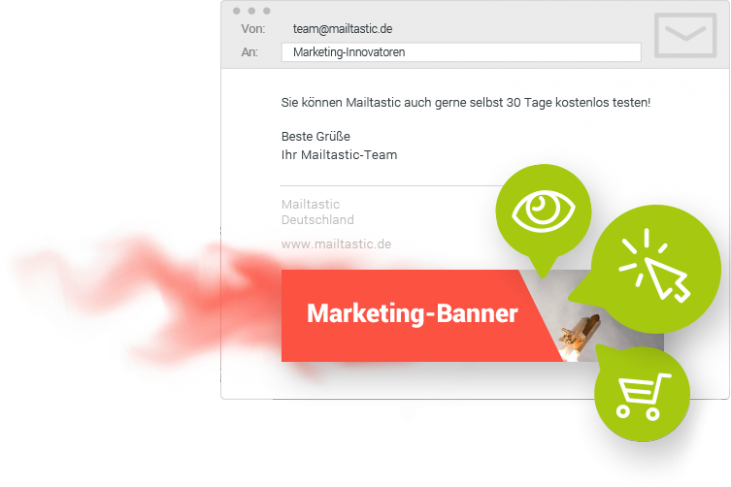 Von: team@mailtastic.de
An: Marketing-Innovatoren
Sie können Mailtastic auch gerne selbst 30 Tage kostenlos testen!
Beste Grüße
Ihr Mailtastic-Team
Mailtastic
Deutschland
www.mailtastic.de
Marketing-Banner